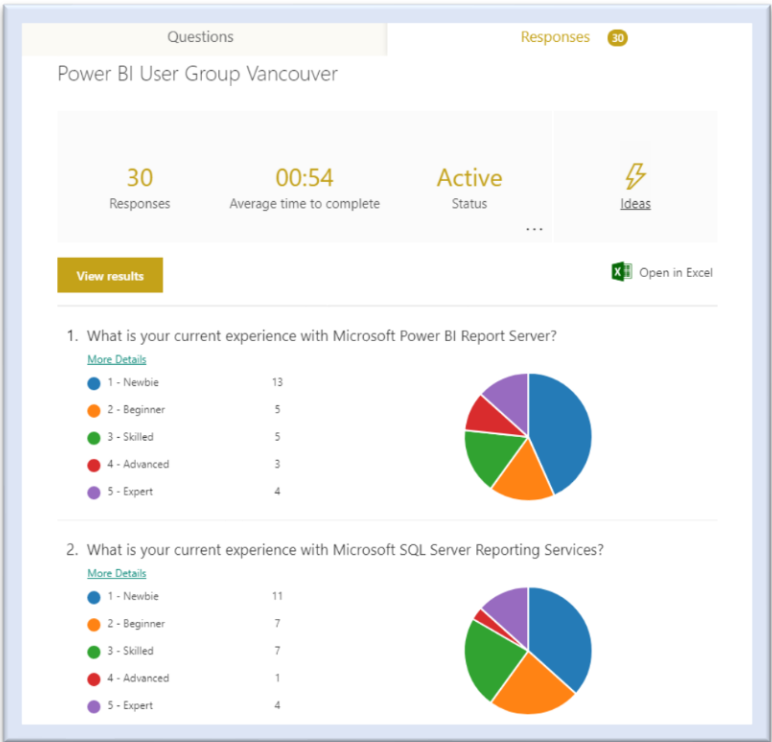 Questions Responses 30
Power BI User Group Vancouver
30 00:54 Active
Responses Average time to complete Status Ideas
...
View results Open in Excel
1. What is your current experience with Microsoft Power BI Report Server?
More Details
1 - Newbie 13
2 - Beginner 5
3 - Skilled 5
4 - Advanced 3
5 - Expert 4
2. What is your current experience with Microsoft SQL Server Reporting Services?
More Details
1 - Newbie 11
2 - Beginner 7
3 - Skilled 7
4 - Advanced 1
5 - Expert 4